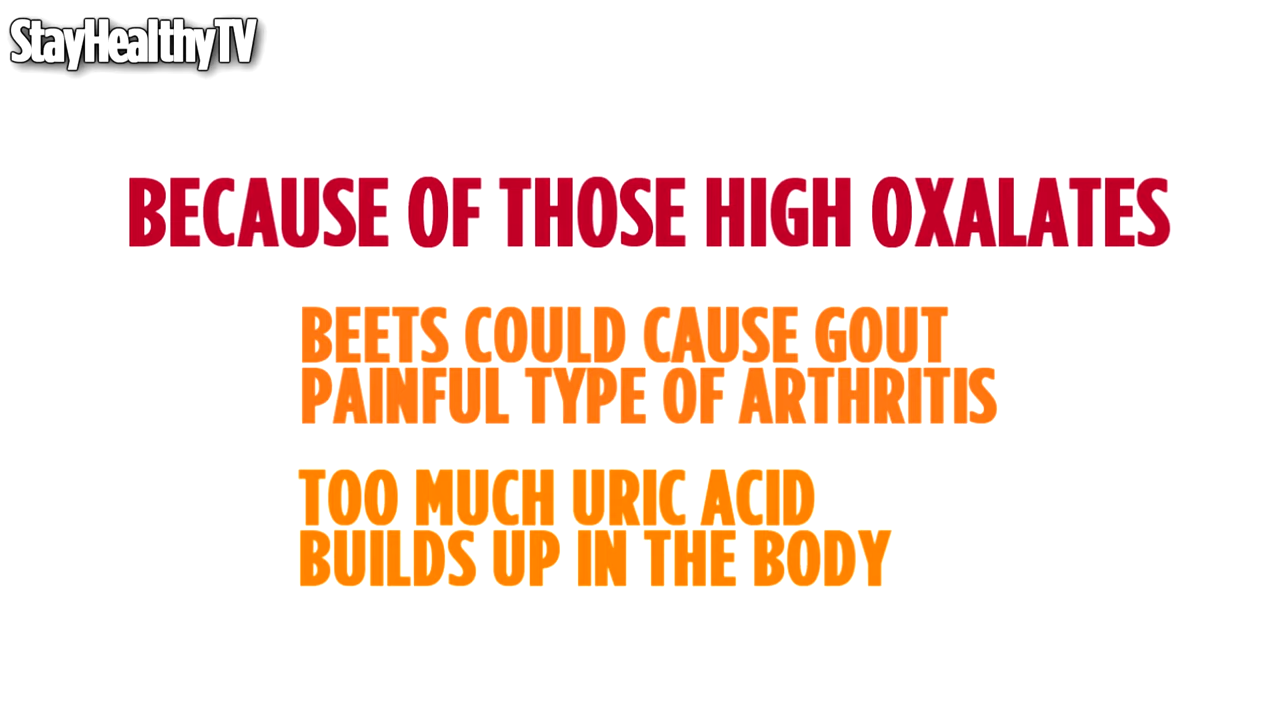 StayHealthyTV
BECAUSE OF THOSE HIGH OXALATES
BEETS COULD CAUSE GOUT
PAINFUL TYPE OF ARTHRITIS
TOO MUCH URIC ACID
BUILDS UP IN THE BODY